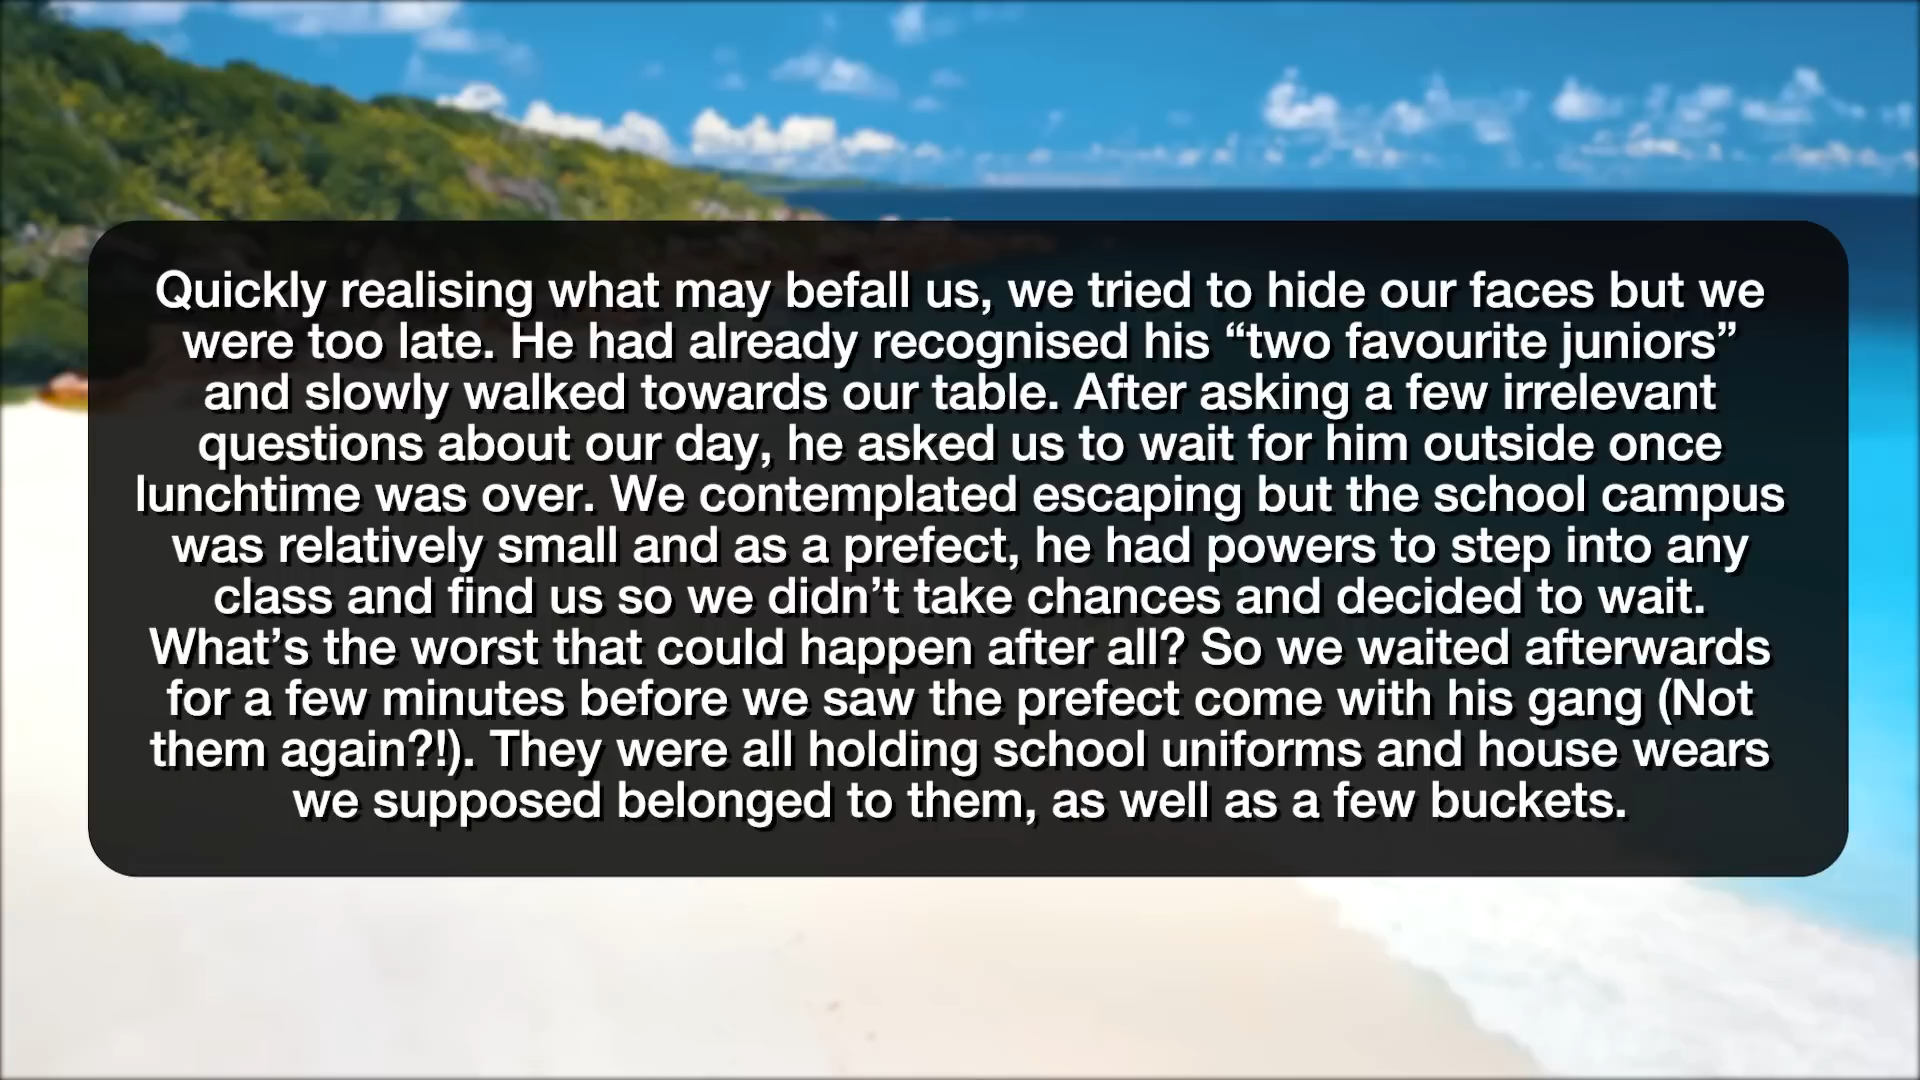 Quickly realising what may befall us, we tried to hide our faces but we
were too late. He had already recognised his “two favourite juniors”
and slowly walked towards our table. After asking a few irrelevant
questions about our day, he asked us to wait for him outside once
lunchtime was over. We contemplated escaping but the school campus
was relatively small and as a prefect, he had powers to step into any
class and find us so we didn’t take chances and decided to wait.
What’s the worst that could happen after all? So we waited afterwards
for a few minutes before we saw the prefect come with his gang (Not
them again?!). They were all holding school uniforms and house wears
we supposed belonged to them, as well as a few buckets.